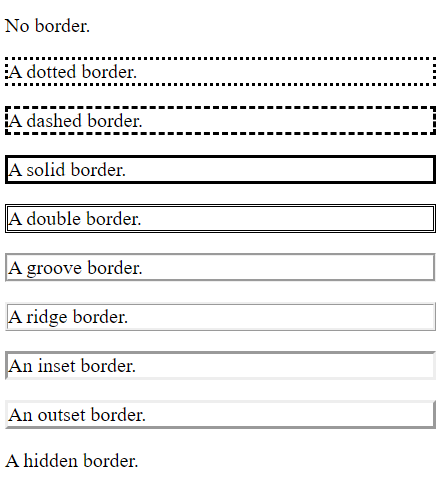 No border.
A dotted border.
A dashed border.
A solid border.
A double border.
A groove border.
A ridge border.
An inset border.
An outset border.
A hidden border.